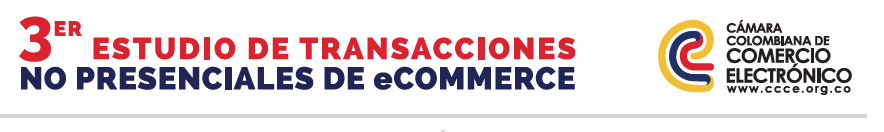 3ER ESTUDIO DE TRANSACCIONES
NO PRESENCIALES DE eCOMMERCE
CÁMARA
COLOMBIANA DE
COMERCIO
ELECTRÓNICO
www.ccce.org.co